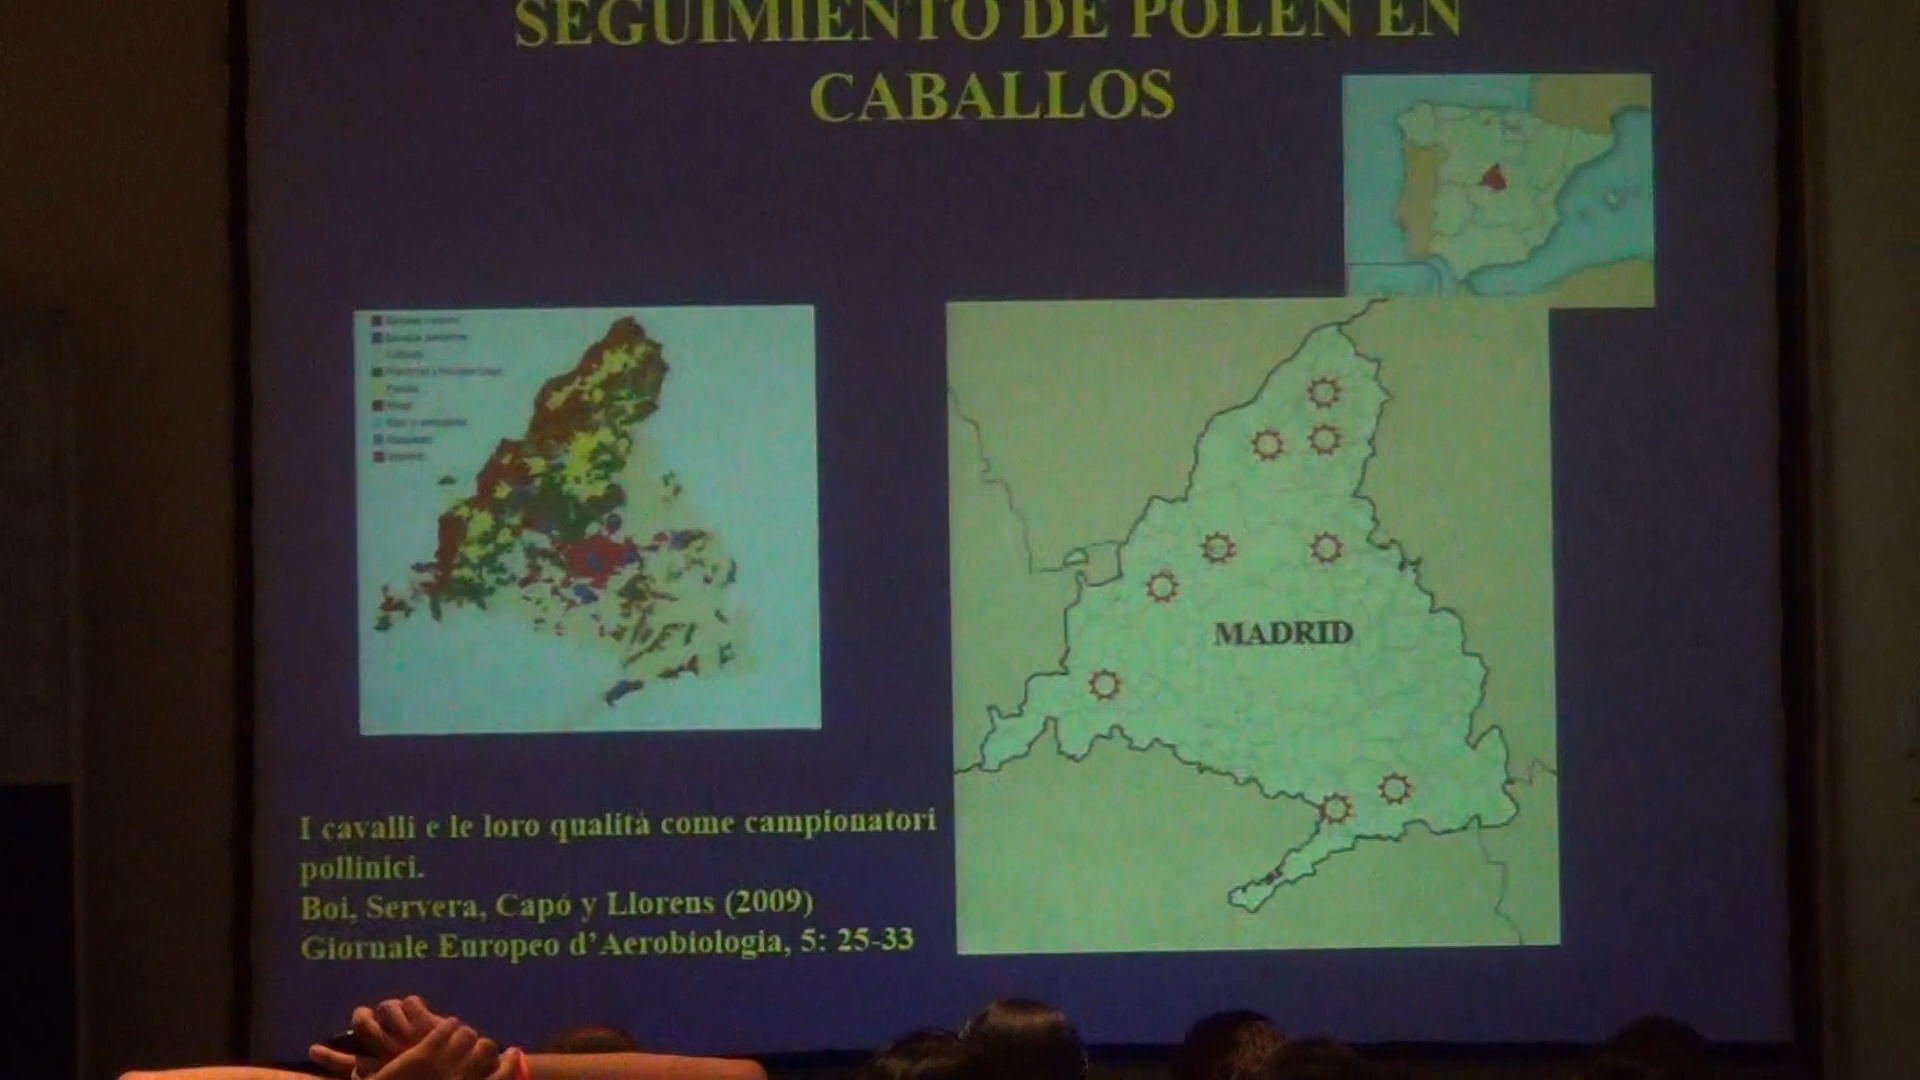 SEGUIMIENTO DE POLEN EN
CABALLOS
MADRID
I cavalli e le loro qualitá come campionatori
pollinici.
Boi, Servera, Capó y Llorens (2009)
Giornale Europeo d'Aerobiologia, 5: 25-33